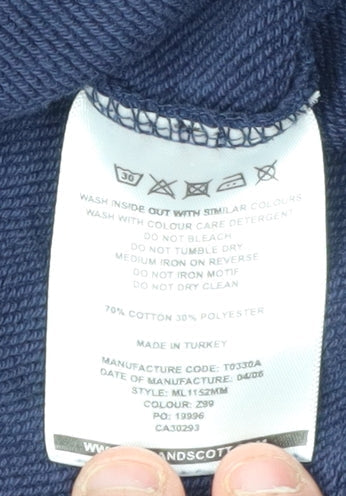 30
WASH INSIDE OUT WITH SIMILAR COLOURS
WASH WITH COLOUR CARE DETERGENT
DO NOT BLEACH
DO NOT TUMBLE DRY
MEDIUM IRON ON REVERSE
DO NOT IRON MOTIF
DO NOT DRY CLEAN
70% COTTON 30% POLYESTER
MADE IN TURKEY
MANUFACTURE CODE: T0330A
DATE OF MANUFACTURE: 04/06
STYLE: ML1152MM
COLOUR: Z99
PO: 19996
CA30293